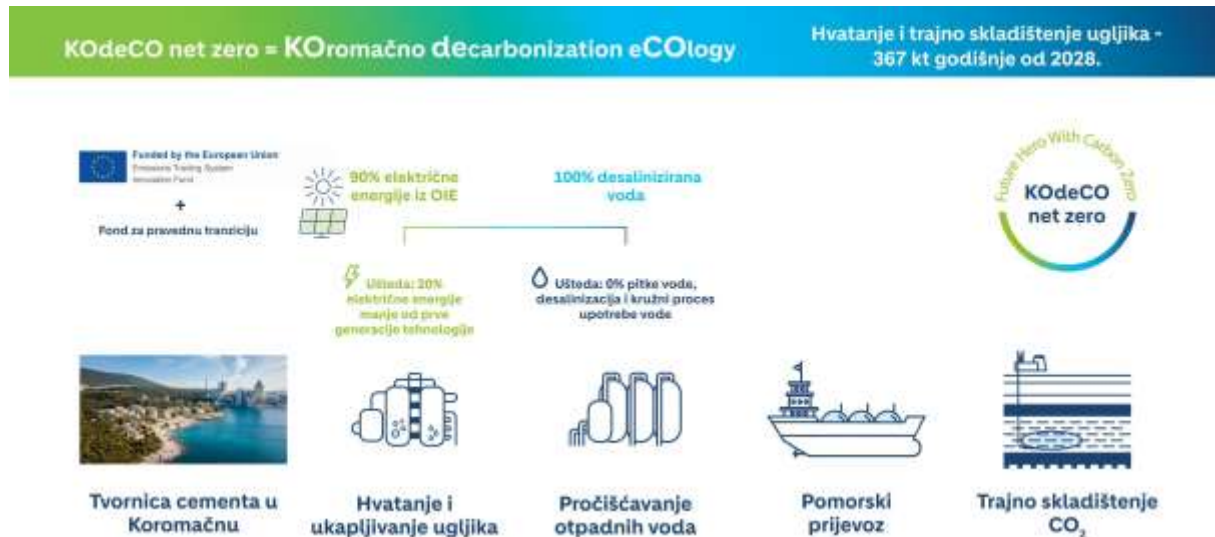 KOdeCO net zero = KOromačno decarbonization eCOlogy
Hvatanje i trajno skladištenje ugljika -
367 kt godišnje od 2028.
Funded by the European Union
Emissions Trading System
Innovation Fund
+
Fond za pravednu tranziciju
90% električne
energije iz OIE
100% desalinizirana
voda
Future Hero With Carbon Zero
KOdeCO
net zero
Ušteda: 20%
električne energije
manje od prve
generacije tehnologije
Ušteda: 0% pitke vode,
desalinizacija i kružni proces
upotrebe vode
Tvornica cementa u
Koromačnu
Hvatanje i
ukapljivanje ugljika
Pročišćavanje
otpadnih voda
Pomorski
prijevoz
Trajno skladištenje
CO₂